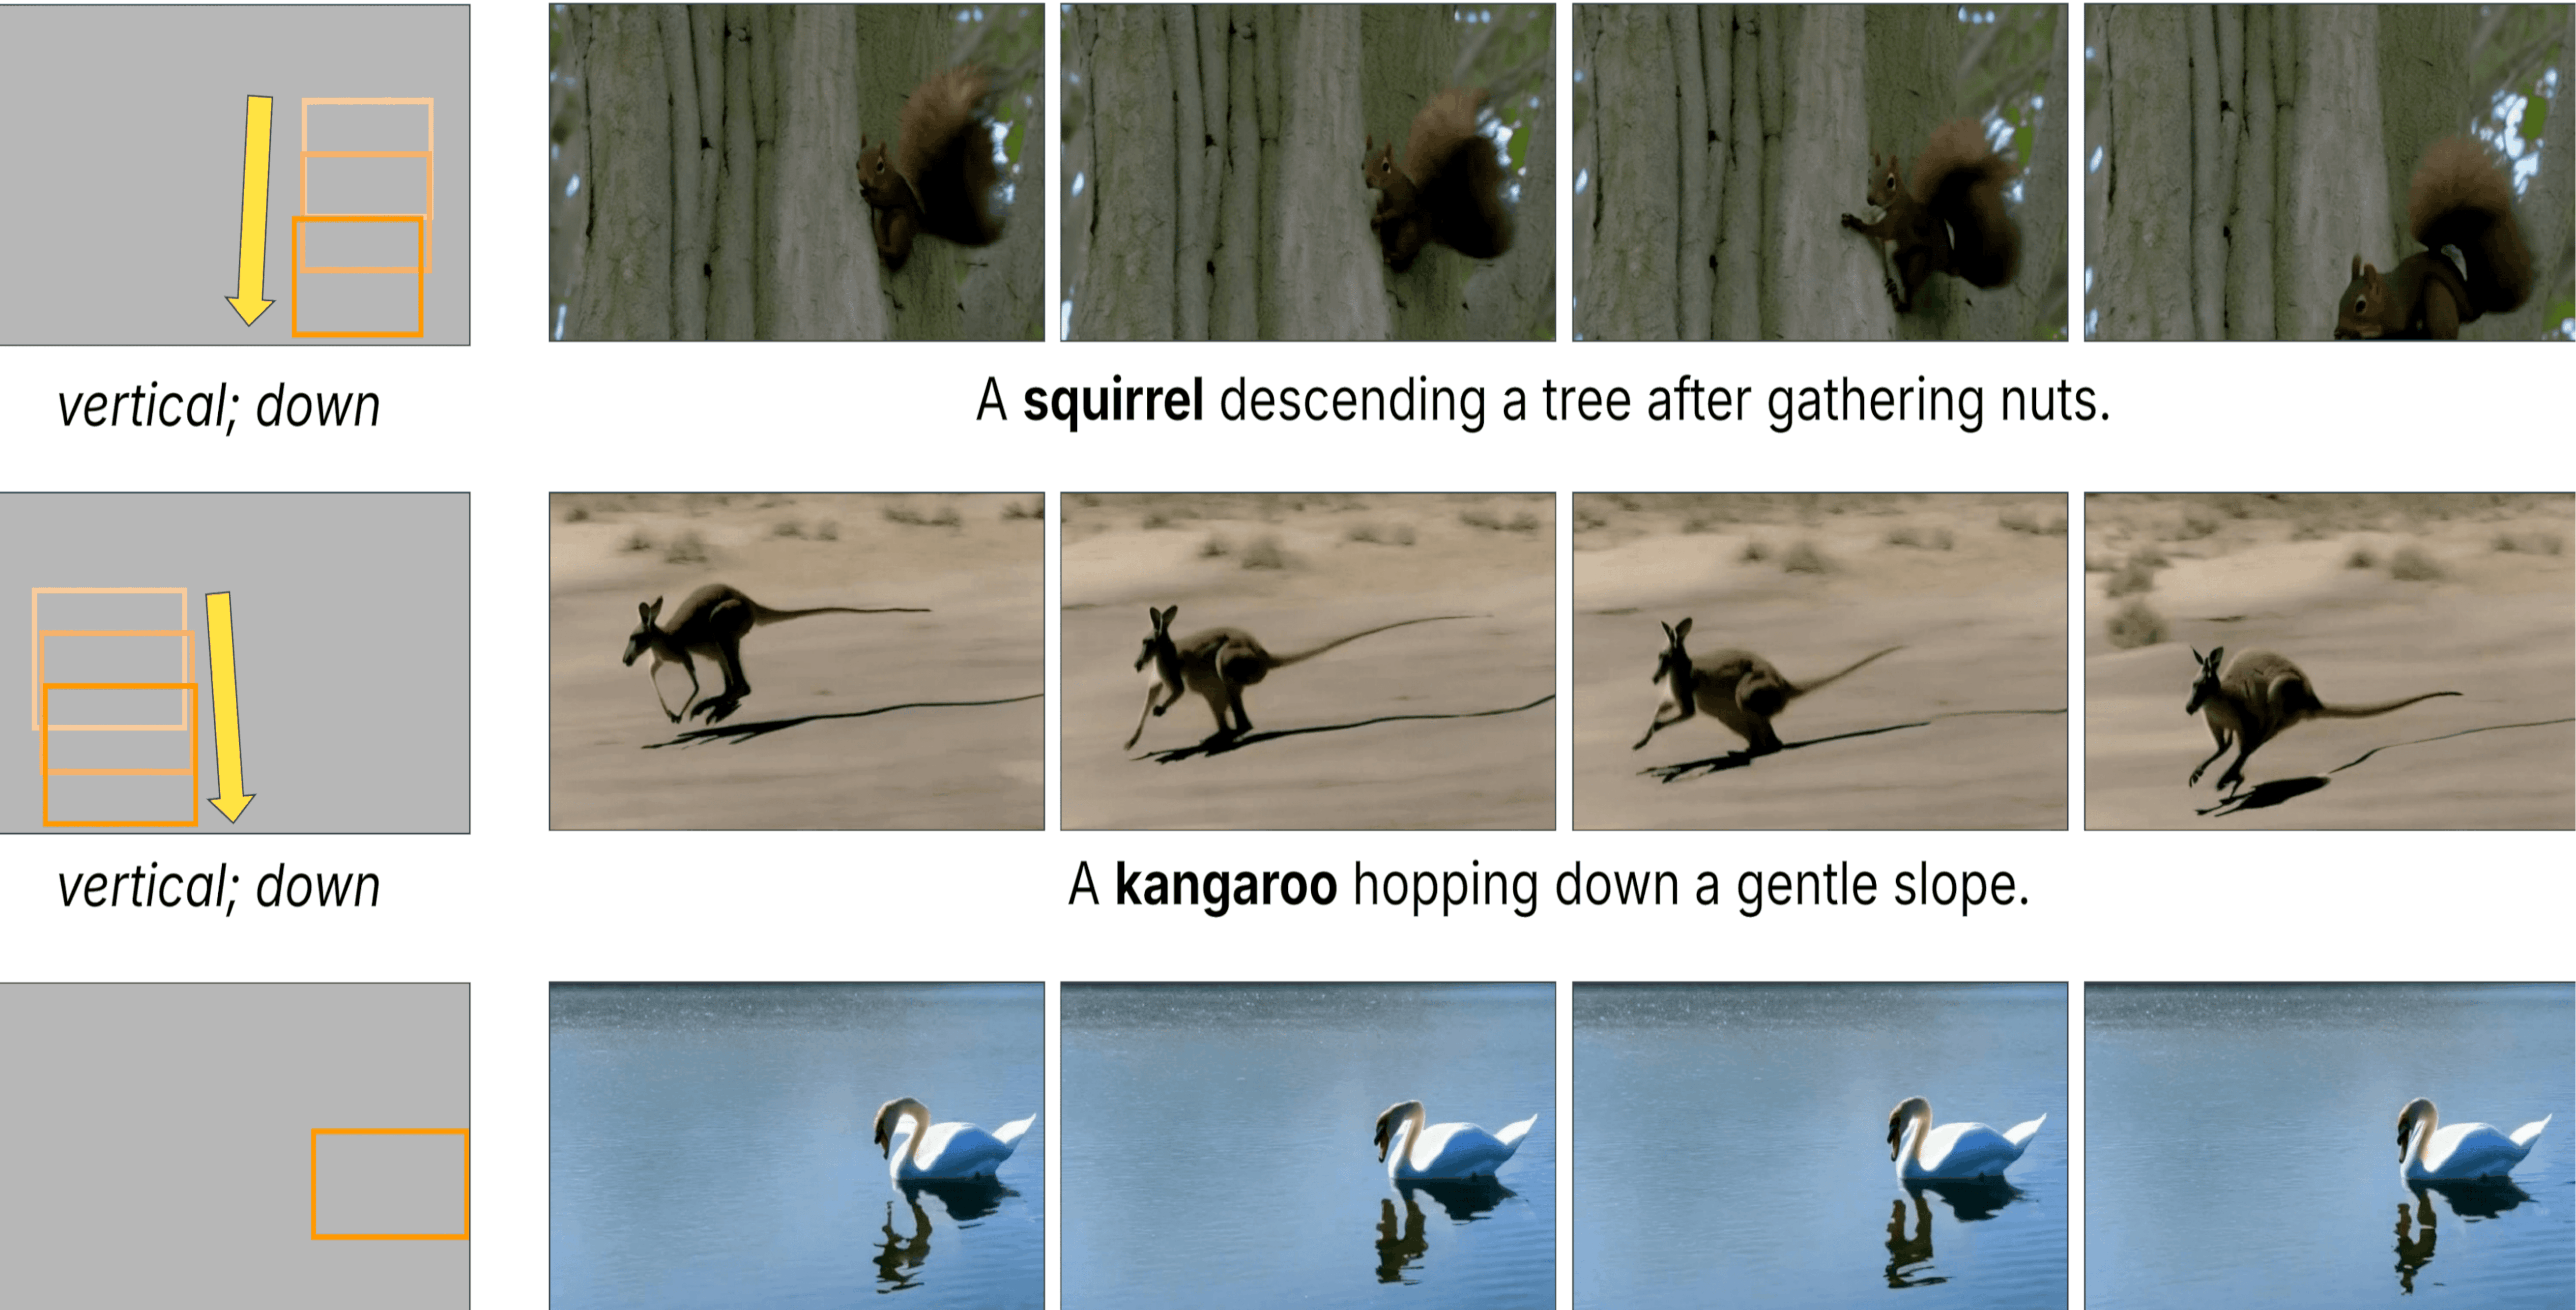 vertical; down
A squirrel descending a tree after gathering nuts.
vertical; down
A kangaroo hopping down a gentle slope.